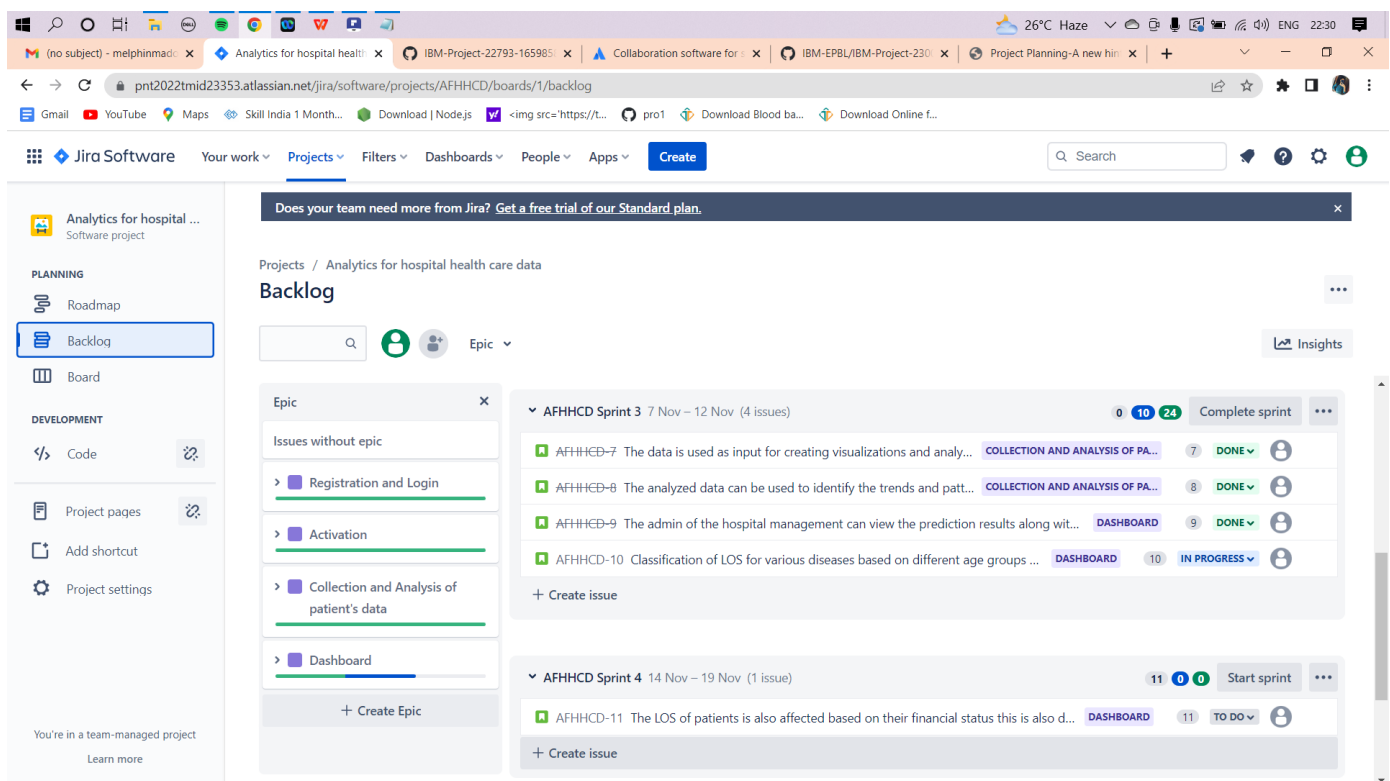 26°C Haze
ENG 22:30
(no subject) - melphinmado
Analytics for hospital health
IBM-Project-22793-165985
Collaboration software for s
IBM-EPBL/IBM-Project-230
Project Planning-A new hin
pnt2022tmid23353.atlassian.net/jira/software/projects/AFHHCD/boards/1/backlog
Gmail YouTube Maps Skill India 1 Month... Download | Node.js <img src='https://t... pro1 Download Blood ba... Download Online f...
Jira Software Your work Projects Filters Dashboards People Apps Create Search
Analytics for hospital ...
Software project
Does your team need more from Jira? Get a free trial of our Standard plan.
PLANNING
Roadmap
Backlog
Board
DEVELOPMENT
Code
Project pages
Add shortcut
Project settings
You're in a team-managed project
Learn more
Projects / Analytics for hospital health care data
Backlog
Epic
Insights
Epic
Issues without epic
Registration and Login
Activation
Collection and Analysis of
patient's data
Dashboard
+ Create Epic
AFHHCD Sprint 3 7 Nov – 12 Nov (4 issues) 0 10 24 Complete sprint
AFHHCD-7 The data is used as input for creating visualizations and analy... COLLECTION AND ANALYSIS OF PA... 7 DONE
AFHHCD-8 The analyzed data can be used to identify the trends and patt... COLLECTION AND ANALYSIS OF PA... 8 DONE
AFHHCD-9 The admin of the hospital management can view the prediction results along wit... DASHBOARD 9 DONE
AFHHCD-10 Classification of LOS for various diseases based on different age groups ... DASHBOARD 10 IN PROGRESS
+ Create issue
AFHHCD Sprint 4 14 Nov – 19 Nov (1 issue) 11 0 0 Start sprint
AFHHCD-11 The LOS of patients is also affected based on their financial status this is also d... DASHBOARD 11 TO DO
+ Create issue